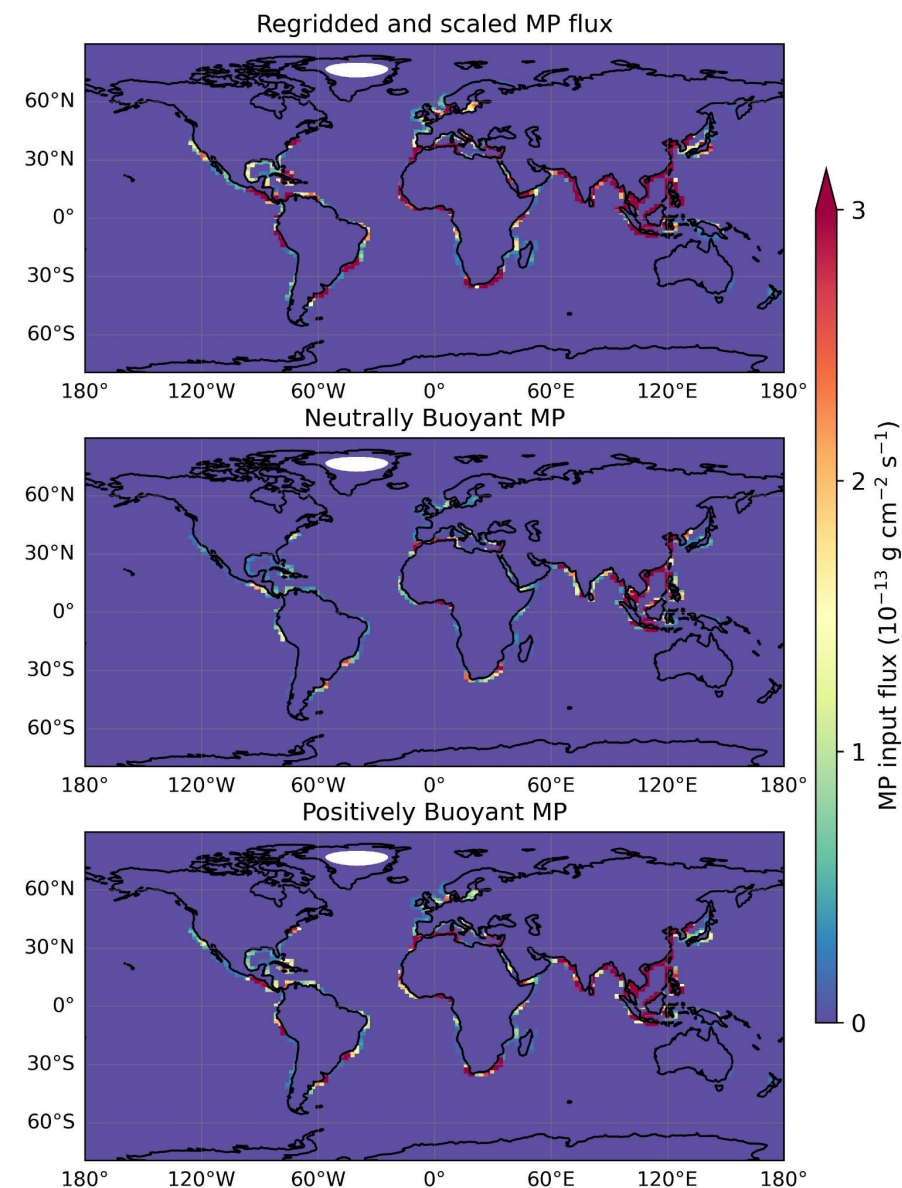 Regridded and scaled MP flux
60°N
30°N
0°
30°S
60°S
180° 120°W 60°W 0° 60°E 120°E 180°
Neutrally Buoyant MP
60°N
30°N
0°
30°S
60°S
180° 120°W 60°W 0° 60°E 120°E 180°
Positively Buoyant MP
60°N
30°N
0°
30°S
60°S
180° 120°W 60°W 0° 60°E 120°E 180°
3
2
1
0
MP input flux (10⁻¹³ g cm⁻² s⁻¹)